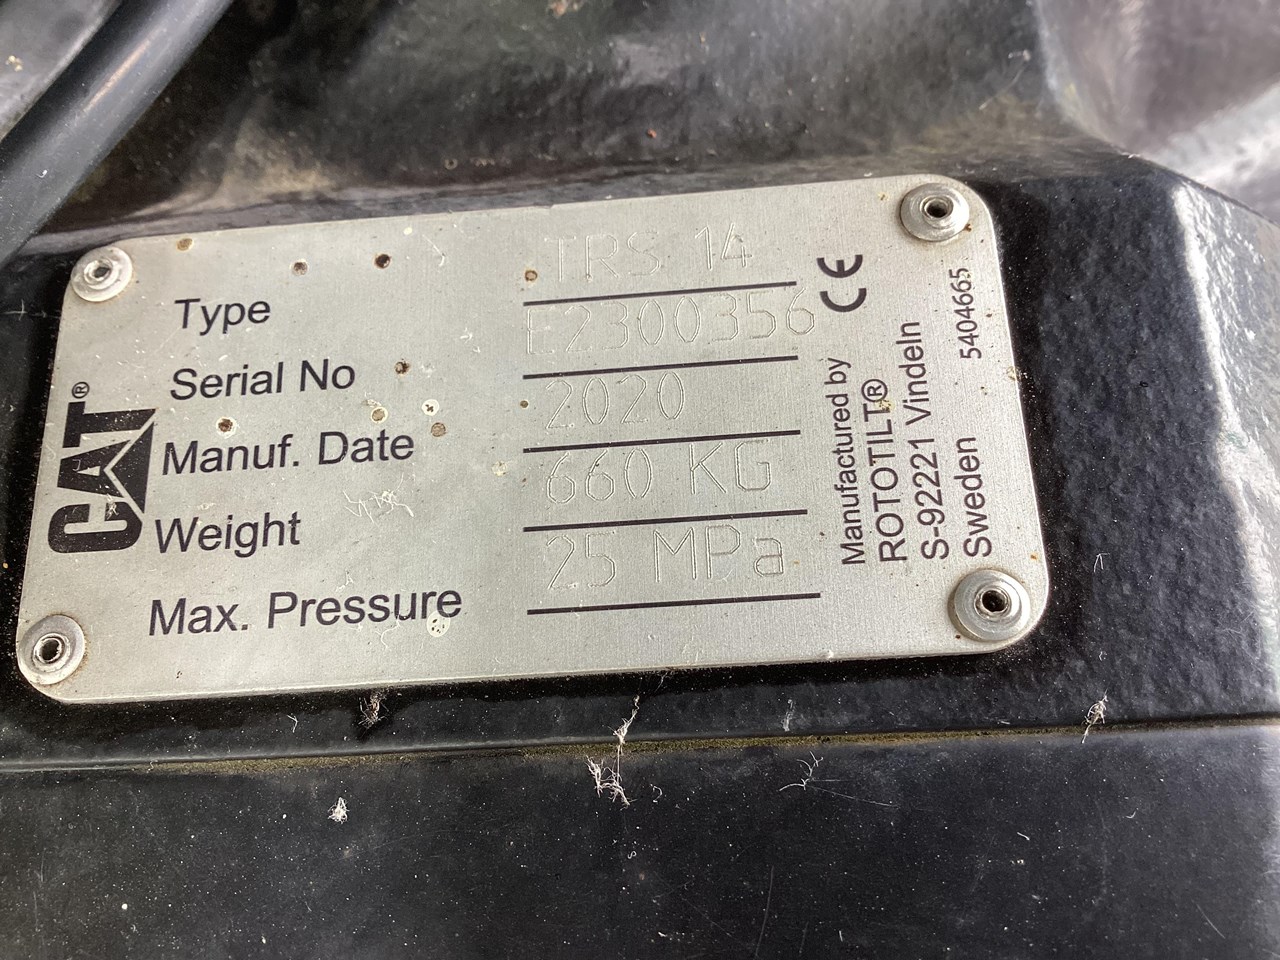 CAT®
Type TRS 14
Serial No E2300356
Manuf. Date 2020
Weight 660 KG
Max. Pressure 25 MPa
CE
Manufactured by
ROTOTILT®
S-92221 Vindeln
Sweden 5404665